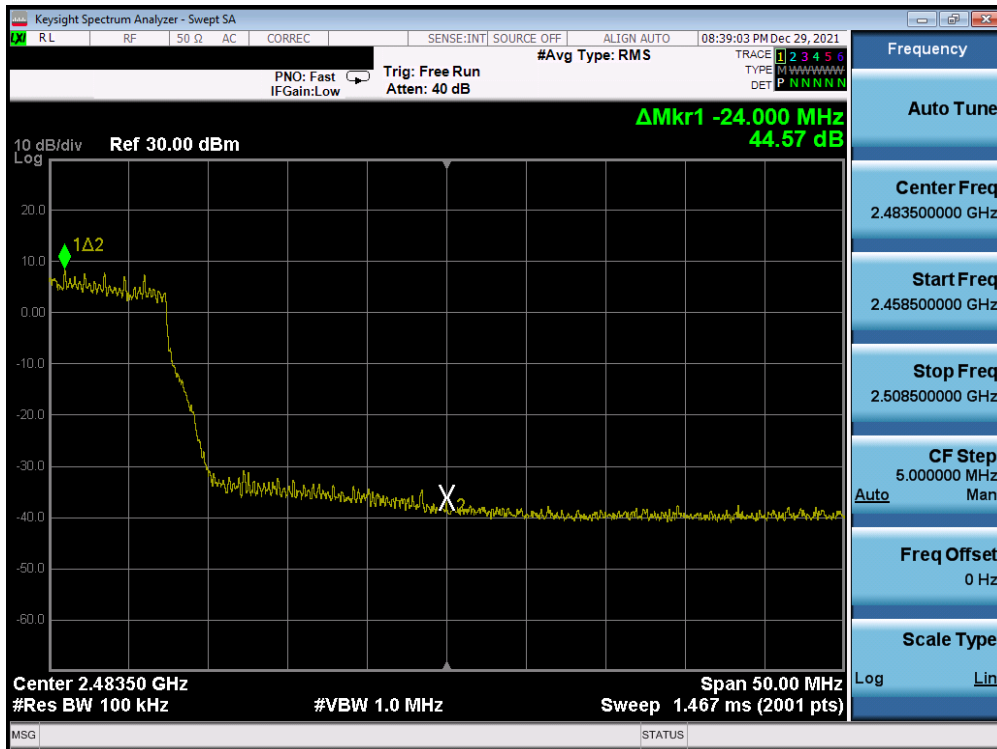 Keysight Spectrum Analyzer - Swept SA
LXI RL RF 50 Ω AC CORREC SENSE:INT SOURCE OFF ALIGN AUTO 08:39:03 PM Dec 29, 2021
#Avg Type: RMS
TRACE 1 2 3 4 5 6
PNO: Fast Trig: Free Run
TYPE M W W W W W
IFGain:Low Atten: 40 dB
DET P N N N N N
ΔMkr1 -24.000 MHz
44.57 dB
10 dB/div Ref 30.00 dBm
Log
20.0
1Δ2
10.0
0.00
-10.0
-20.0
-30.0
X2
-40.0
-50.0
-60.0
Center 2.48350 GHz Span 50.00 MHz
#Res BW 100 kHz #VBW 1.0 MHz Sweep 1.467 ms (2001 pts)
MSG STATUS
Frequency
Auto Tune
Center Freq
2.483500000 GHz
Start Freq
2.458500000 GHz
Stop Freq
2.508500000 GHz
CF Step
5.000000 MHz
Auto Man
Freq Offset
0 Hz
Scale Type
Log Lin